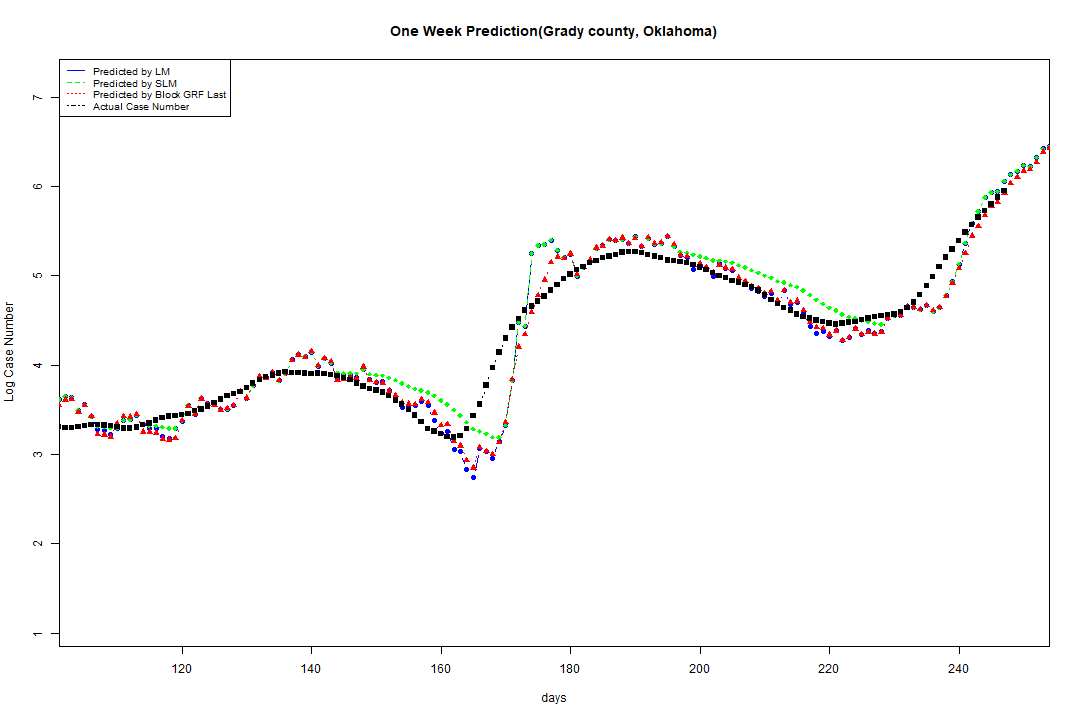 One Week Prediction(Grady county, Oklahoma)
Predicted by LM
Predicted by SLM
Predicted by Block GRF Last
Actual Case Number
7
6
5
4
3
2
1
Log Case Number
120 140 160 180 200 220 240
days